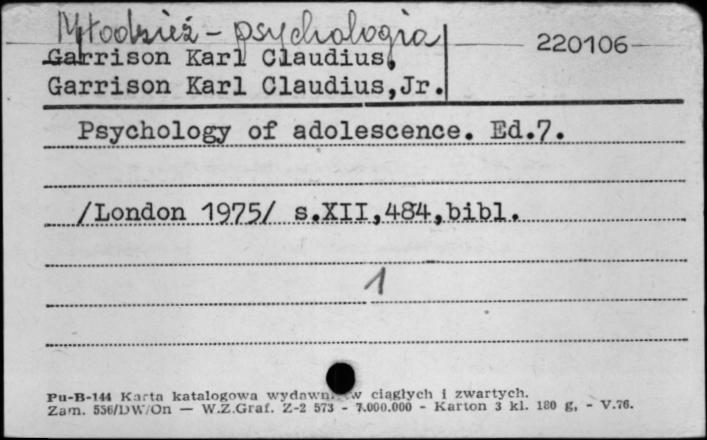 Młodzież - psychologia
220106
Garrison Karl Claudius,
Garrison Karl Claudius,Jr.
Psychology of adolescence. Ed.7.
/London 1975/ s.XII,484,bibl.
1
Pu-B-144 Karta katalogowa wydawn. w ciągłych i zwartych.
Zam. 556/DW/On — W.Z.Graf. Z-2 573 - 7.000.000 - Karton 3 kl. 180 g, - V.76.